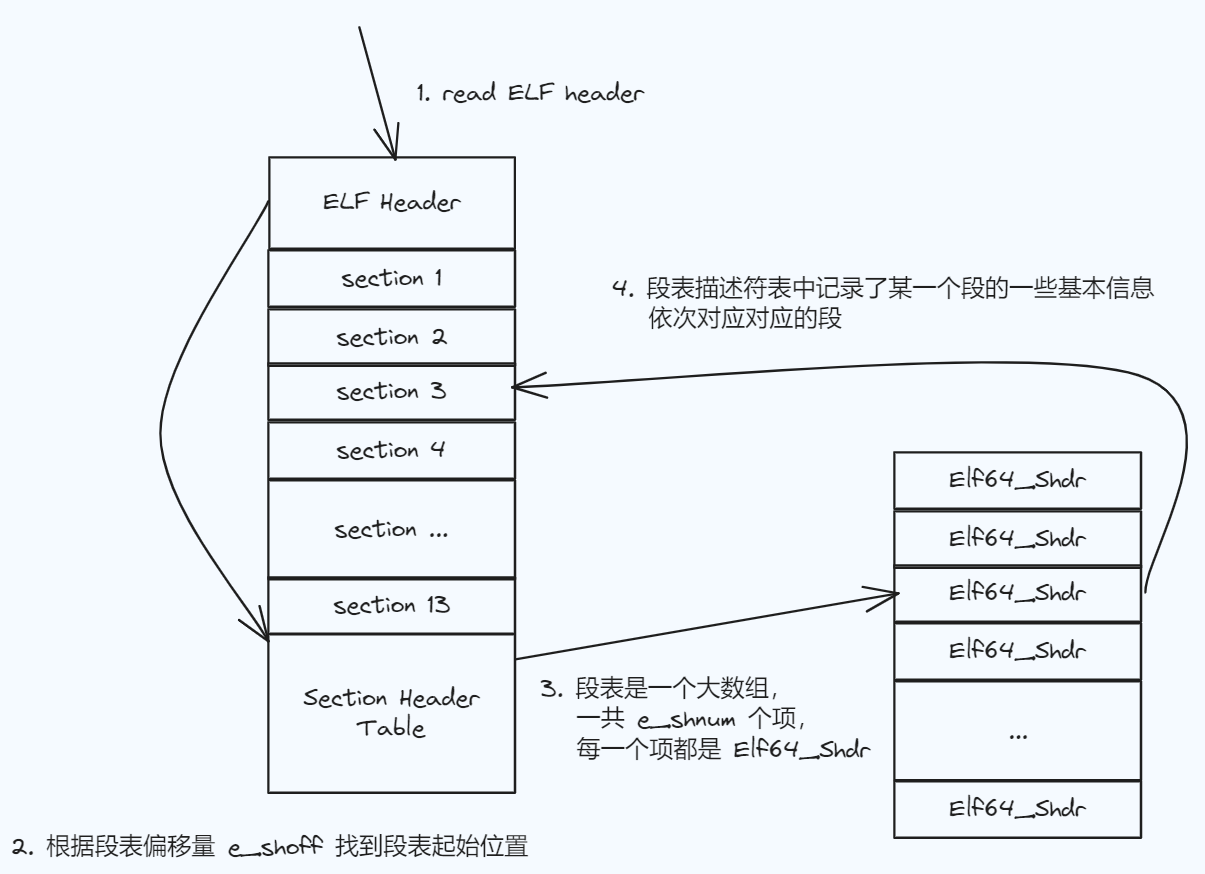 1. read ELF header
ELF Header
section 1
section 2
section 3
section 4
section ...
section 13
Section Header
Table
2. 根据段表偏移量 e_shoff 找到段表起始位置
3. 段表是一个大数组，
一共 e_shnum 个项，
每一个项都是 Elf64_Shdr
4. 段表描述符表中记录了某一个段的一些基本信息
依次对应对应的段
Elf64_Shdr
Elf64_Shdr
Elf64_Shdr
Elf64_Shdr
...
Elf64_Shdr